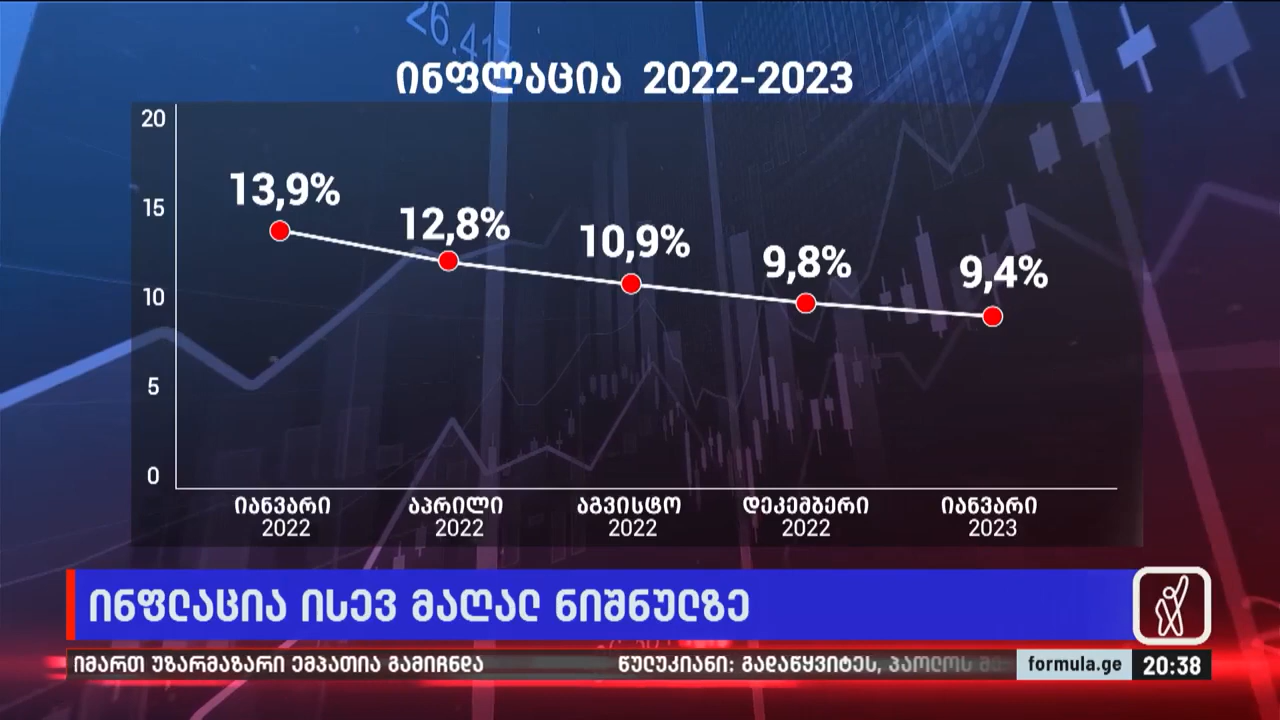 26.417
ინფლაცია 2022-2023
20
15
10
5
0
13,9%
12,8%
10,9%
9,8%
9,4%
იანვარი
2022
აპრილი
2022
აგვისტო
2022
დეკემბერი
2022
იანვარი
2023
ინფლაცია ისევ მაღალ ნიშნულზე
იმართ უზარმაზარი ემპათია გამიჩნდა
წულუკიანი: გადაწყვიტეს, პაოლოს
formula.ge
20:38